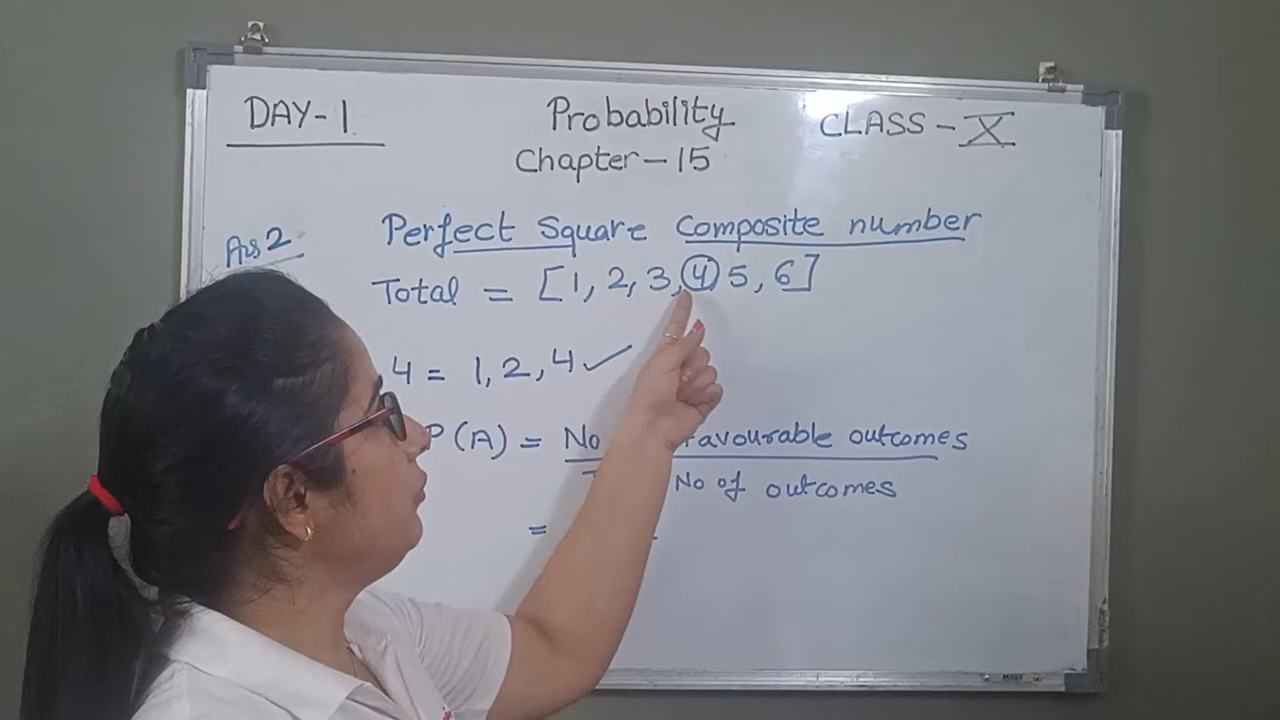 DAY-1
Probability
CLASS-X
Chapter-15
Ans 2
Perfect Square Composite number
Total = [1, 2, 3, 4 5, 6]
4 = 1, 2, 4 ✓
P(A) = No Favourable outcomes
No of outcomes
=